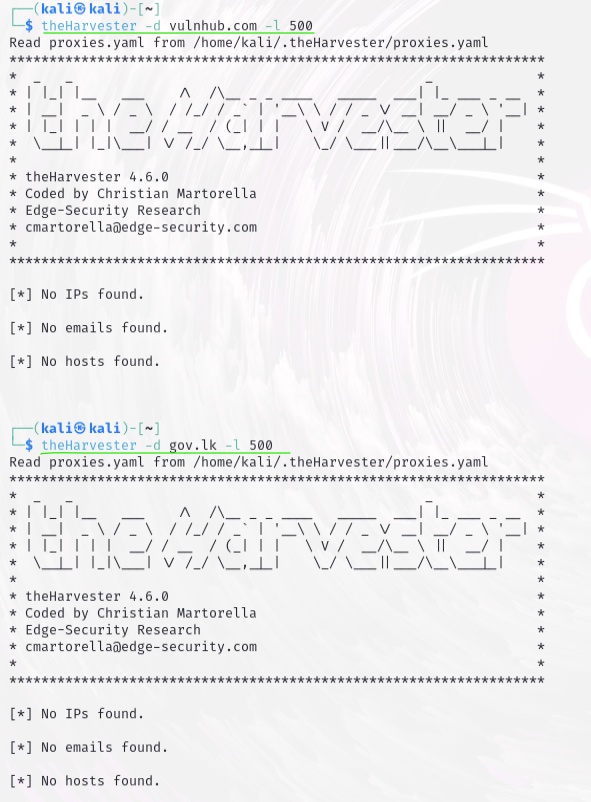 ┌──(kali㉿kali)-[~]
└─$ theHarvester -d vulnhub.com -l 500
Read proxies.yaml from /home/kali/.theHarvester/proxies.yaml
*******************************************************************
*  _   _                                            _             *
* | |_| |__   ___    /\  /\__ _ _ ____   _____  ___| |_ ___ _ __  *
* | __|  _ \ / _ \  / /_/ / _` | '__\ \ / / _ \/ __| __/ _ \ '__| *
* | |_| | | |  __/ / __  / (_| | |   \ V /  __/\__ \ ||  __/ |    *
*  \__|_| |_|\___| \/ /_/ \__,_|_|    \_/ \___||___/\__\___|_|    *
*                                                                 *
* theHarvester 4.6.0                                              *
* Coded by Christian Martorella                                   *
* Edge-Security Research                                          *
* cmartorella@edge-security.com                                   *
*                                                                 *
*******************************************************************
[*] No IPs found.
[*] No emails found.
[*] No hosts found.
┌──(kali㉿kali)-[~]
└─$ theHarvester -d gov.lk -l 500
Read proxies.yaml from /home/kali/.theHarvester/proxies.yaml
*******************************************************************
*  _   _                                            _             *
* | |_| |__   ___    /\  /\__ _ _ ____   _____  ___| |_ ___ _ __  *
* | __|  _ \ / _ \  / /_/ / _` | '__\ \ / / _ \/ __| __/ _ \ '__| *
* | |_| | | |  __/ / __  / (_| | |   \ V /  __/\__ \ ||  __/ |    *
*  \__|_| |_|\___| \/ /_/ \__,_|_|    \_/ \___||___/\__\___|_|    *
*                                                                 *
* theHarvester 4.6.0                                              *
* Coded by Christian Martorella                                   *
* Edge-Security Research                                          *
* cmartorella@edge-security.com                                   *
*                                                                 *
*******************************************************************
[*] No IPs found.
[*] No emails found.
[*] No hosts found.